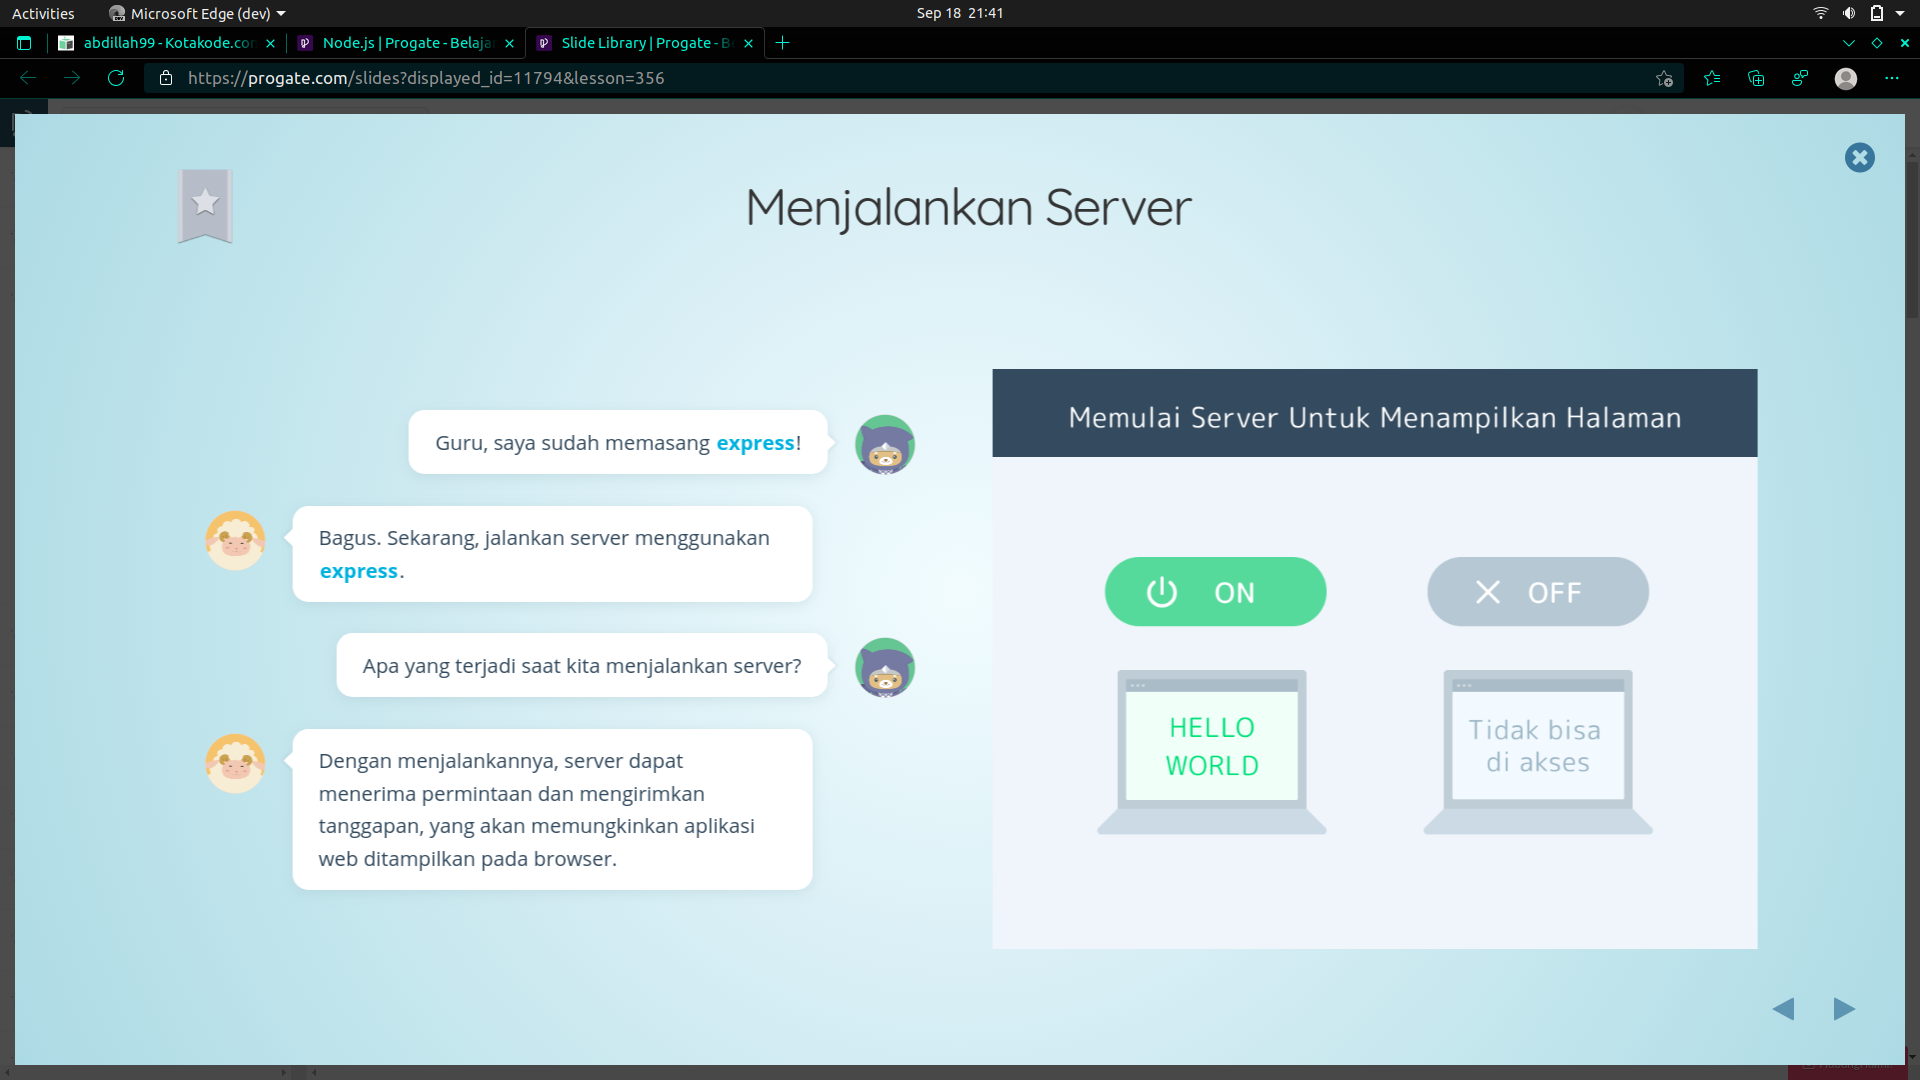 Activities
Microsoft Edge (dev)
Sep 18 21:41
abdillah99 - Kotakode.co
Node.js | Progate - Belaja
Slide Library | Progate - B
https://progate.com/slides?displayed_id=11794&lesson=356
Menjalankan Server
Guru, saya sudah memasang express!
Bagus. Sekarang, jalankan server menggunakan
express.
Apa yang terjadi saat kita menjalankan server?
Dengan menjalankannya, server dapat
menerima permintaan dan mengirimkan
tanggapan, yang akan memungkinkan aplikasi
web ditampilkan pada browser.
Memulai Server Untuk Menampilkan Halaman
ON
OFF
HELLO
WORLD
Tidak bisa
di akses